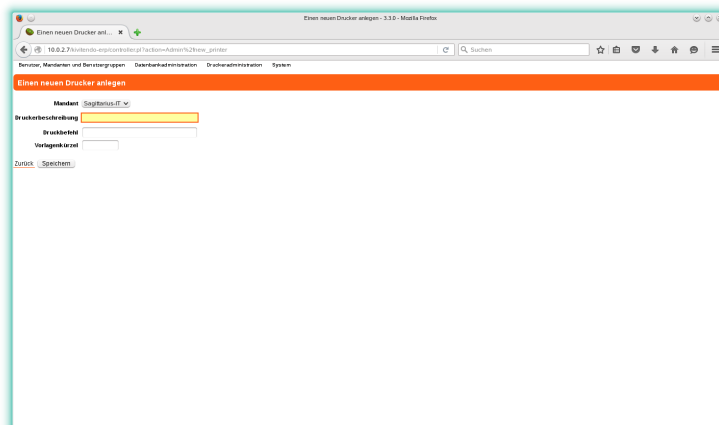 Einen neuen Drucker anlegen - 3.3.0 - Mozilla Firefox
Einen neuen Drucker anl...
10.0.2.7/kivitendo-erp/controller.pl?action=Admin%2fnew_printer
Suchen
Benutzer, Mandanten und Benutzergruppen Datenbankadministration Druckeradministration System
Einen neuen Drucker anlegen
Mandant Sagittarius-IT
Druckerbeschreibung
Druckbefehl
Vorlagenkürzel
Zurück Speichern